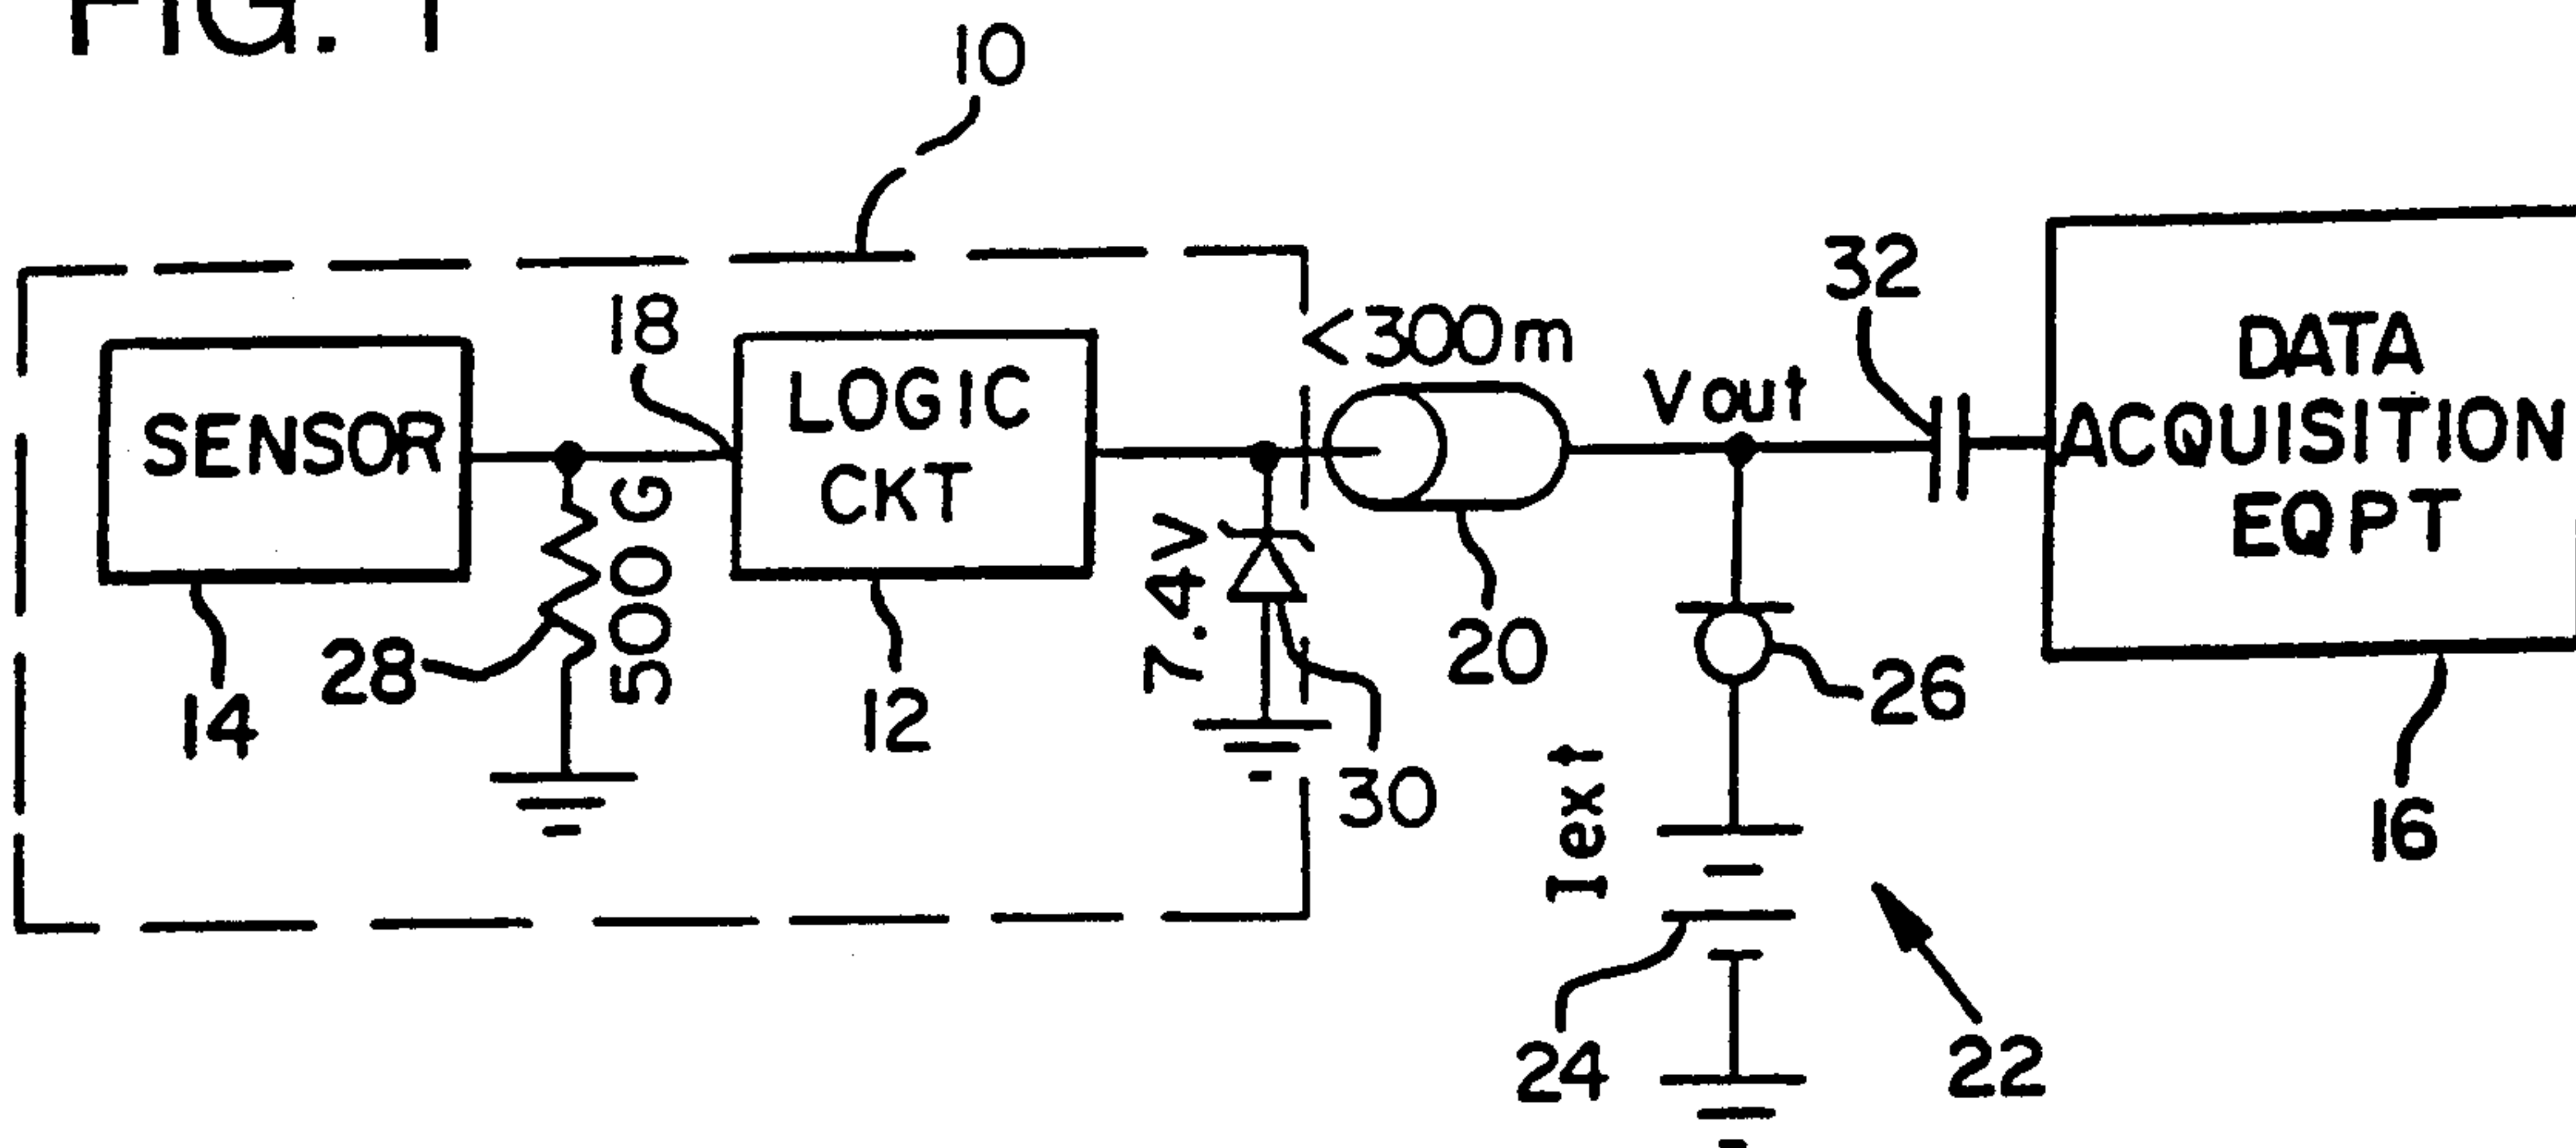 FIG. 1
10
18
<300m
32
SENSOR
LOGIC
CKT
Vout
DATA
ACQUISITION
EQPT
500 G
7.4V
14
28
12
30
20
26
16
Iext
24
22